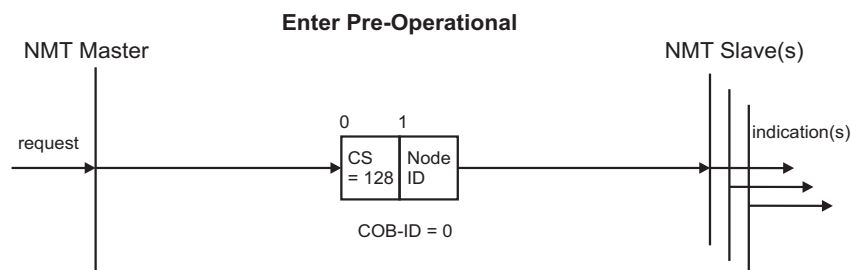 Enter Pre-Operational
NMT Master
NMT Slave(s)
0
1
request
indication(s)
CS
= 128
Node
ID
COB-ID = 0